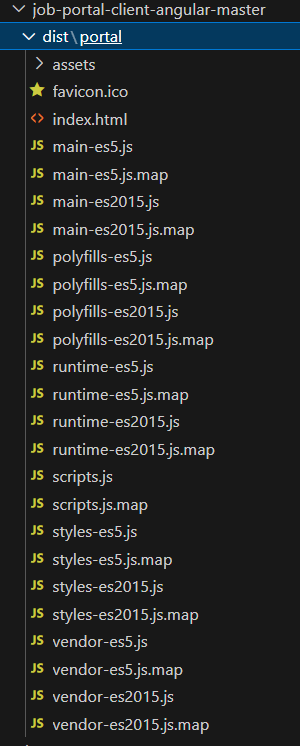 job-portal-client-angular-master
dist\portal
assets
favicon.ico
index.html
JS main-es5.js
JS main-es5.js.map
JS main-es2015.js
JS main-es2015.js.map
JS polyfills-es5.js
JS polyfills-es5.js.map
JS polyfills-es2015.js
JS polyfills-es2015.js.map
JS runtime-es5.js
JS runtime-es5.js.map
JS runtime-es2015.js
JS runtime-es2015.js.map
JS scripts.js
JS scripts.js.map
JS styles-es5.js
JS styles-es5.js.map
JS styles-es2015.js
JS styles-es2015.js.map
JS vendor-es5.js
JS vendor-es5.js.map
JS vendor-es2015.js
JS vendor-es2015.js.map